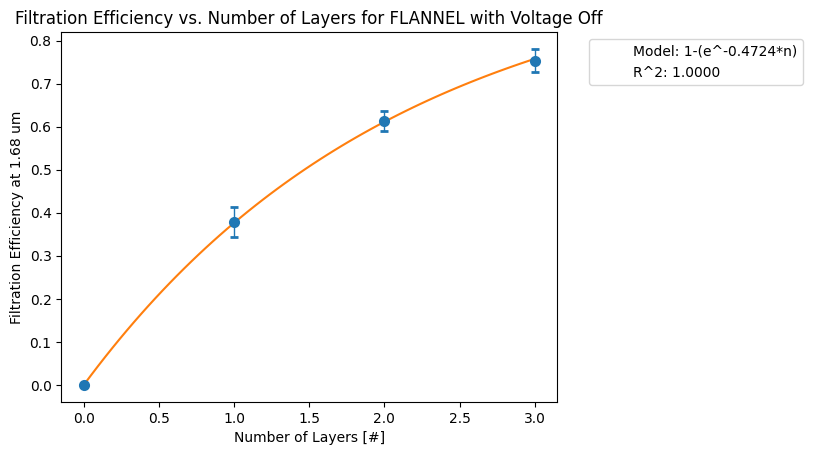 Filtration Efficiency vs. Number of Layers for FLANNEL with Voltage Off
Model: 1-(e^-0.4724*n)
R^2: 1.0000
Filtration Efficiency at 1.68 um
0.8
0.7
0.6
0.5
0.4
0.3
0.2
0.1
0.0
0.0 0.5 1.0 1.5 2.0 2.5 3.0
Number of Layers [#]